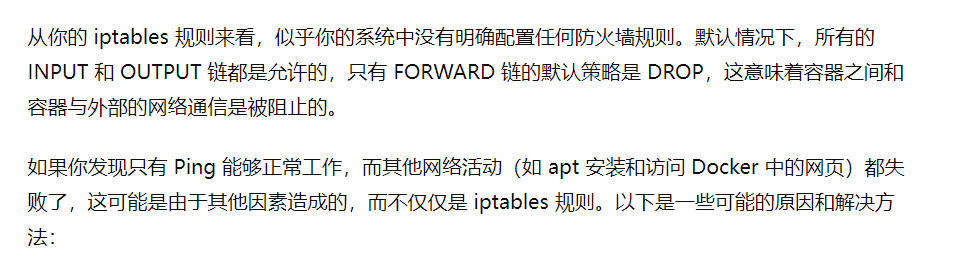 从你的 iptables 规则来看，似乎你的系统中没有明确配置任何防火墙规则。默认情况下，所有的
INPUT 和 OUTPUT 链都是允许的，只有 FORWARD 链的默认策略是 DROP，这意味着容器之间和
容器与外部的网络通信是被阻止的。
如果你发现只有 Ping 能够正常工作，而其他网络活动（如 apt 安装和访问 Docker 中的网页）都失
败了，这可能是由于其他因素造成的，而不仅仅是 iptables 规则。以下是一些可能的原因和解决方
法：